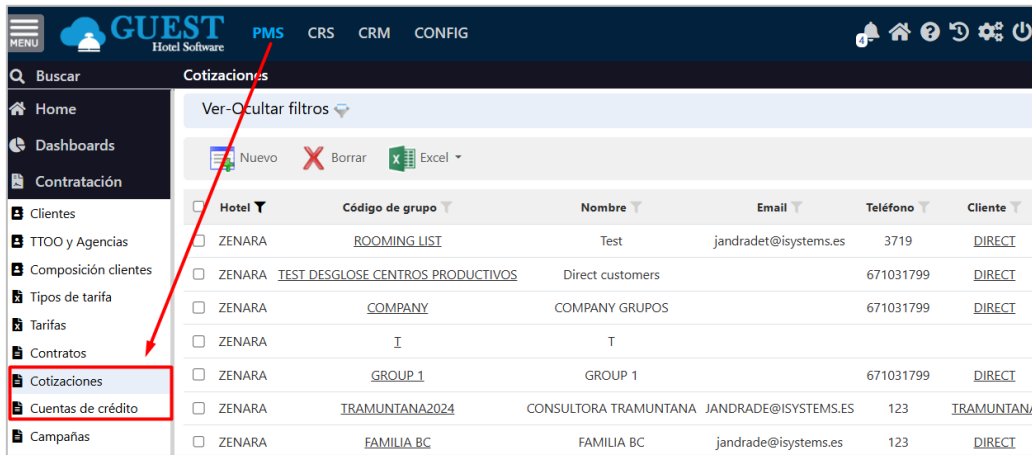 MENU GUEST Hotel Software PMS CRS CRM CONFIG 4
Buscar Cotizaciones
Home Ver-Ocultar filtros
Dashboards Nuevo Borrar Excel
Contratación
Clientes Hotel Código de grupo Nombre Email Teléfono Cliente
TTOO y Agencias ZENARA ROOMING LIST Test jandradet@isystems.es 3719 DIRECT
Composición clientes ZENARA TEST DESGLOSE CENTROS PRODUCTIVOS Direct customers 671031799 DIRECT
Tipos de tarifa
Tarifas ZENARA COMPANY COMPANY GRUPOS 671031799 DIRECT
Contratos ZENARA T T
Cotizaciones ZENARA GROUP 1 GROUP 1 671031799 DIRECT
Cuentas de crédito ZENARA TRAMUNTANA2024 CONSULTORA TRAMUNTANA JANDRADE@ISYSTEMS.ES 123 TRAMUNTANA
Campañas ZENARA FAMILIA BC FAMILIA BC jandrade@isystems.es 123 DIRECT